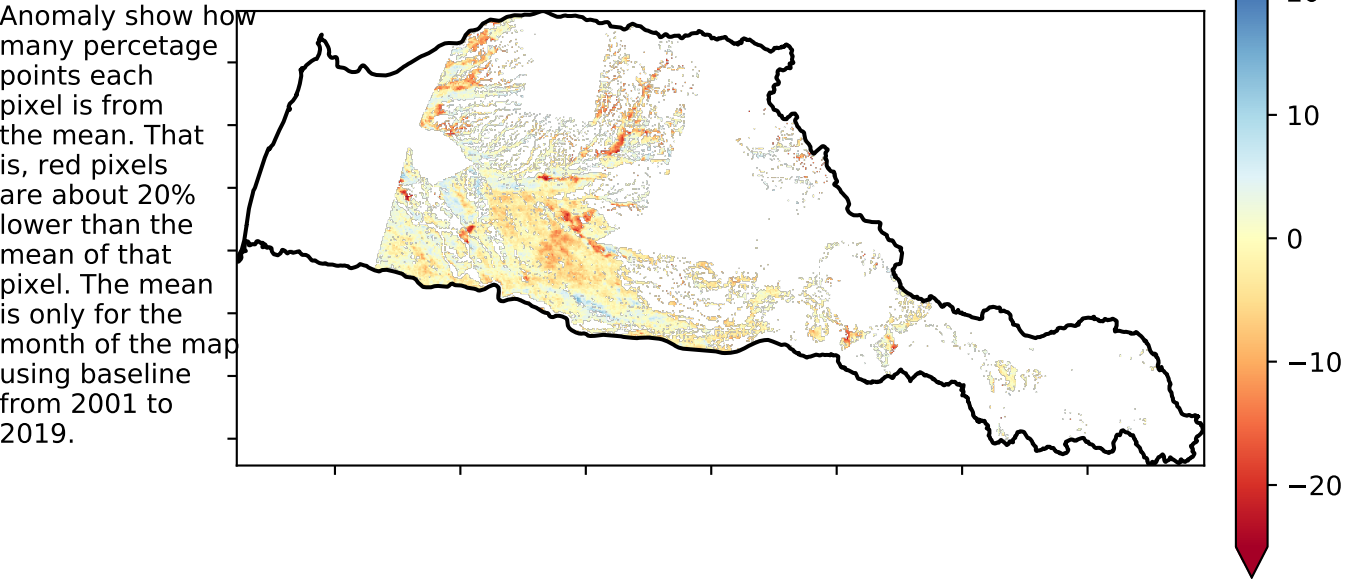 Anomaly show how
many percetage
points each
pixel is from
the mean. That
is, red pixels
are about 20%
lower than the
mean of that
pixel. The mean
is only for the
month of the map
using baseline
from 2001 to
2019.
10
0
−10
−20